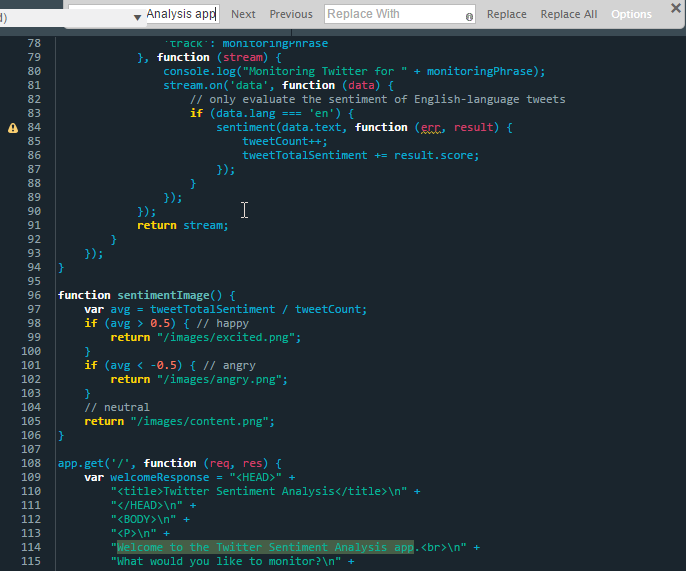 d)
Analysis app
Next
Previous
Replace With
Replace
Replace All
Options
78 'track': monitoringPhrase
79 }, function (stream) {
80 console.log("Monitoring Twitter for " + monitoringPhrase);
81 stream.on('data', function (data) {
82 // only evaluate the sentiment of English-language tweets
83 if (data.lang === 'en') {
84 sentiment(data.text, function (err, result) {
85 tweetCount++;
86 tweetTotalSentiment += result.score;
87 });
88 }
89 });
90 });
91 return stream;
92 }
93 });
94 }
95
96 function sentimentImage() {
97 var avg = tweetTotalSentiment / tweetCount;
98 if (avg > 0.5) { // happy
99 return "/images/excited.png";
100 }
101 if (avg < -0.5) { // angry
102 return "/images/angry.png";
103 }
104 // neutral
105 return "/images/content.png";
106 }
107
108 app.get('/', function (req, res) {
109 var welcomeResponse = "<HEAD>" +
110 "<title>Twitter Sentiment Analysis</title>\n" +
111 "</HEAD>\n" +
112 "<BODY>\n" +
113 "<P>\n" +
114 "Welcome to the Twitter Sentiment Analysis app.<br>\n" +
115 "What would you like to monitor?\n" +